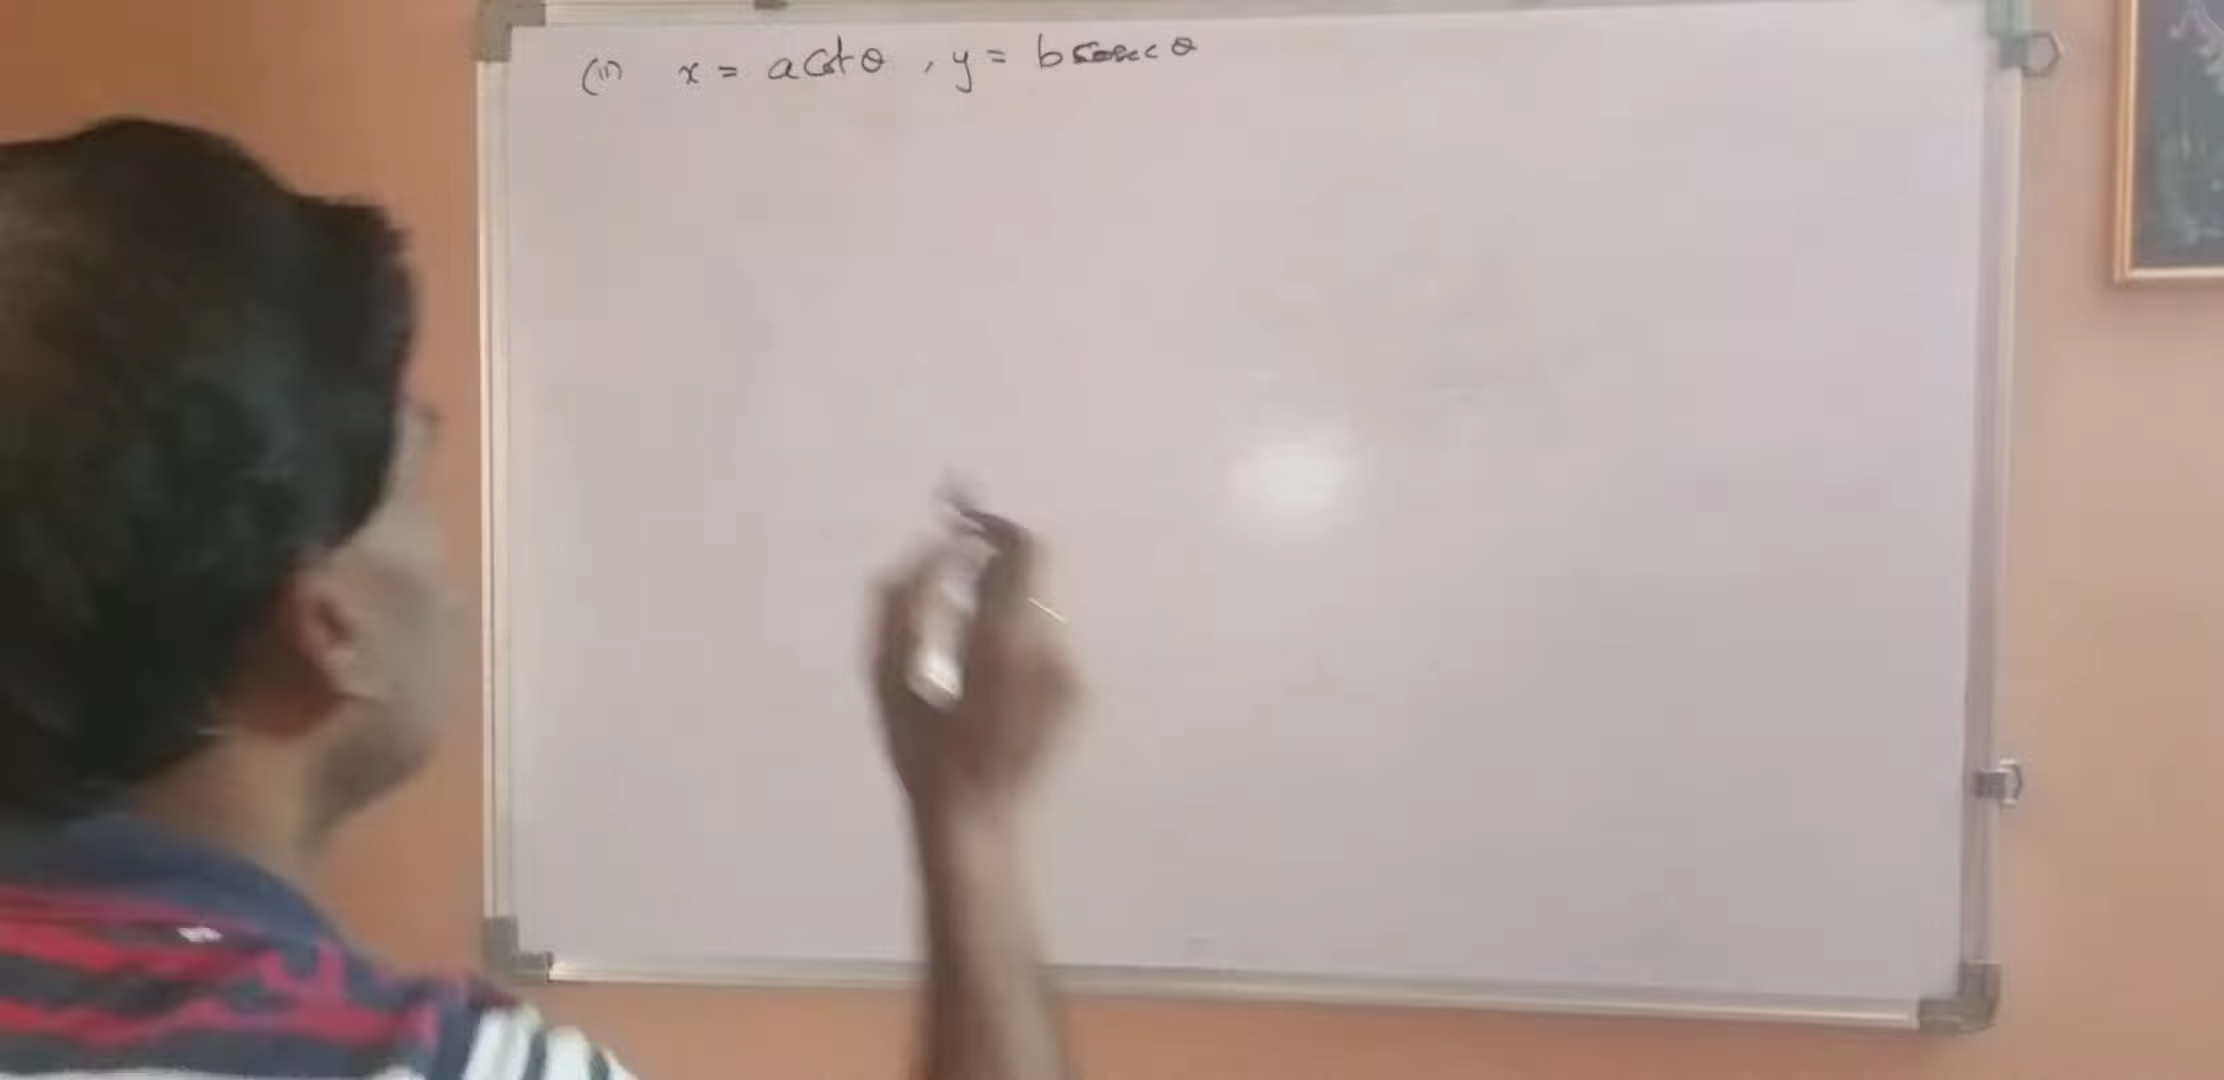 (ii) x = a cot θ , y = b cosec θ